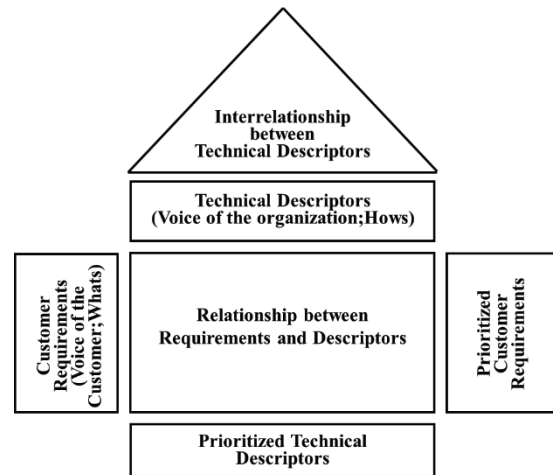 Interrelationship
between
Technical Descriptors
Technical Descriptors
(Voice of the organization;Hows)
Customer
Requirements
(Voice of the
Customer;Whats)
Relationship between
Requirements and Descriptors
Prioritized
Customer
Requirements
Prioritized Technical
Descriptors